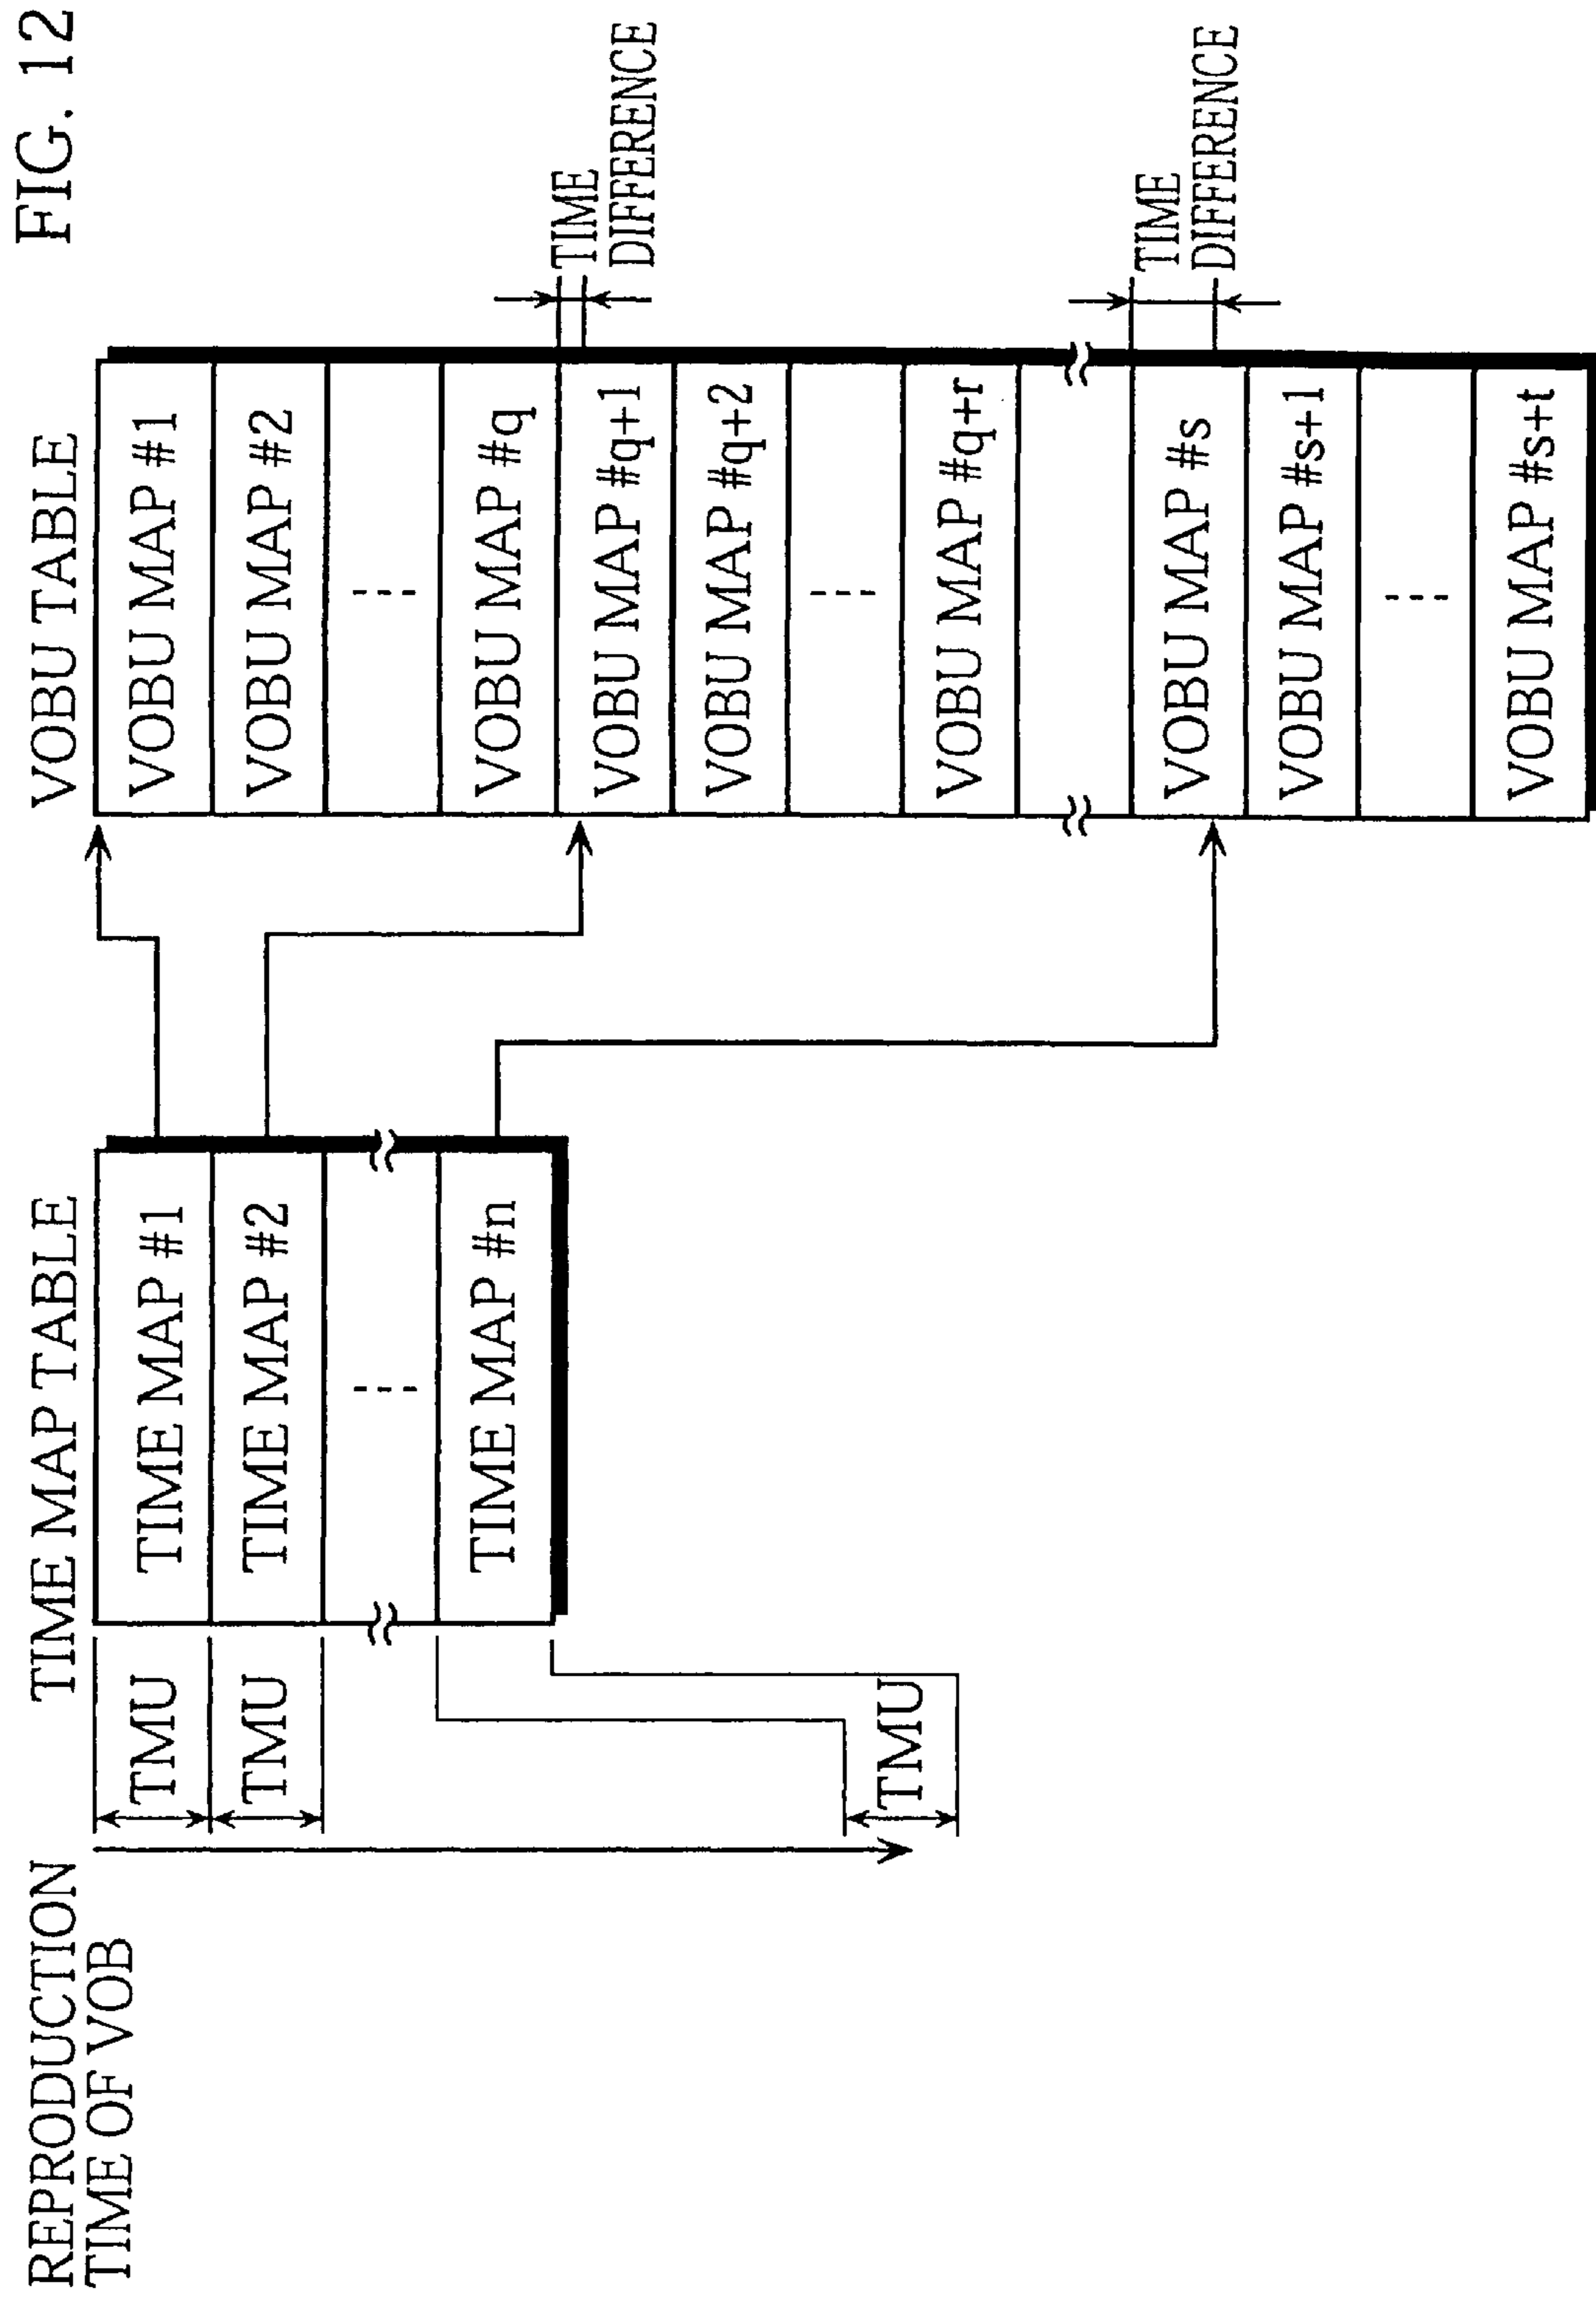 FIG. 12
REPRODUCTION
TIME OF VOB
TMU
TMU
TMU
TIME MAP TABLE
TIME MAP #1
TIME MAP #2
---
TIME MAP #n
VOBU TABLE
VOBU MAP #1
VOBU MAP #2
---
VOBU MAP #q
VOBU MAP #q+1
VOBU MAP #q+2
---
VOBU MAP #q+r
VOBU MAP #s
VOBU MAP #s+1
---
VOBU MAP #s+t
TIME
DIFFERENCE
TIME
DIFFERENCE